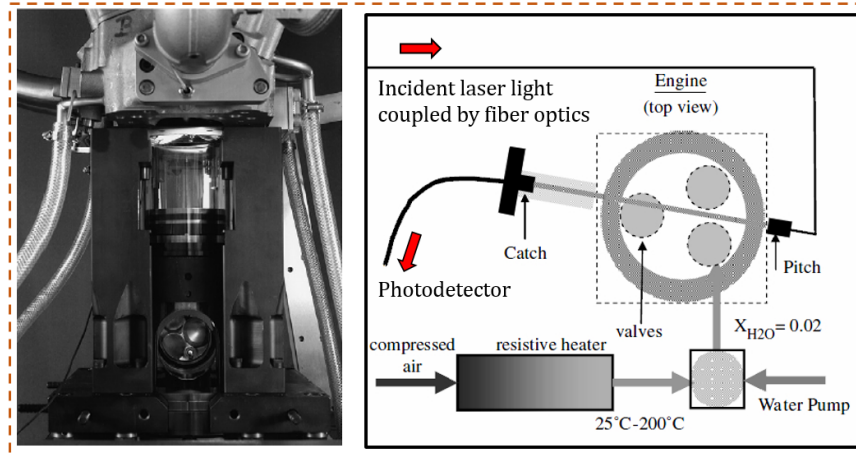 Incident laser light
coupled by fiber optics
Engine
(top view)
Catch
Pitch
Photodetector
valves
X_H2O= 0.02
compressed
air
resistive heater
25°C-200°C
Water Pump